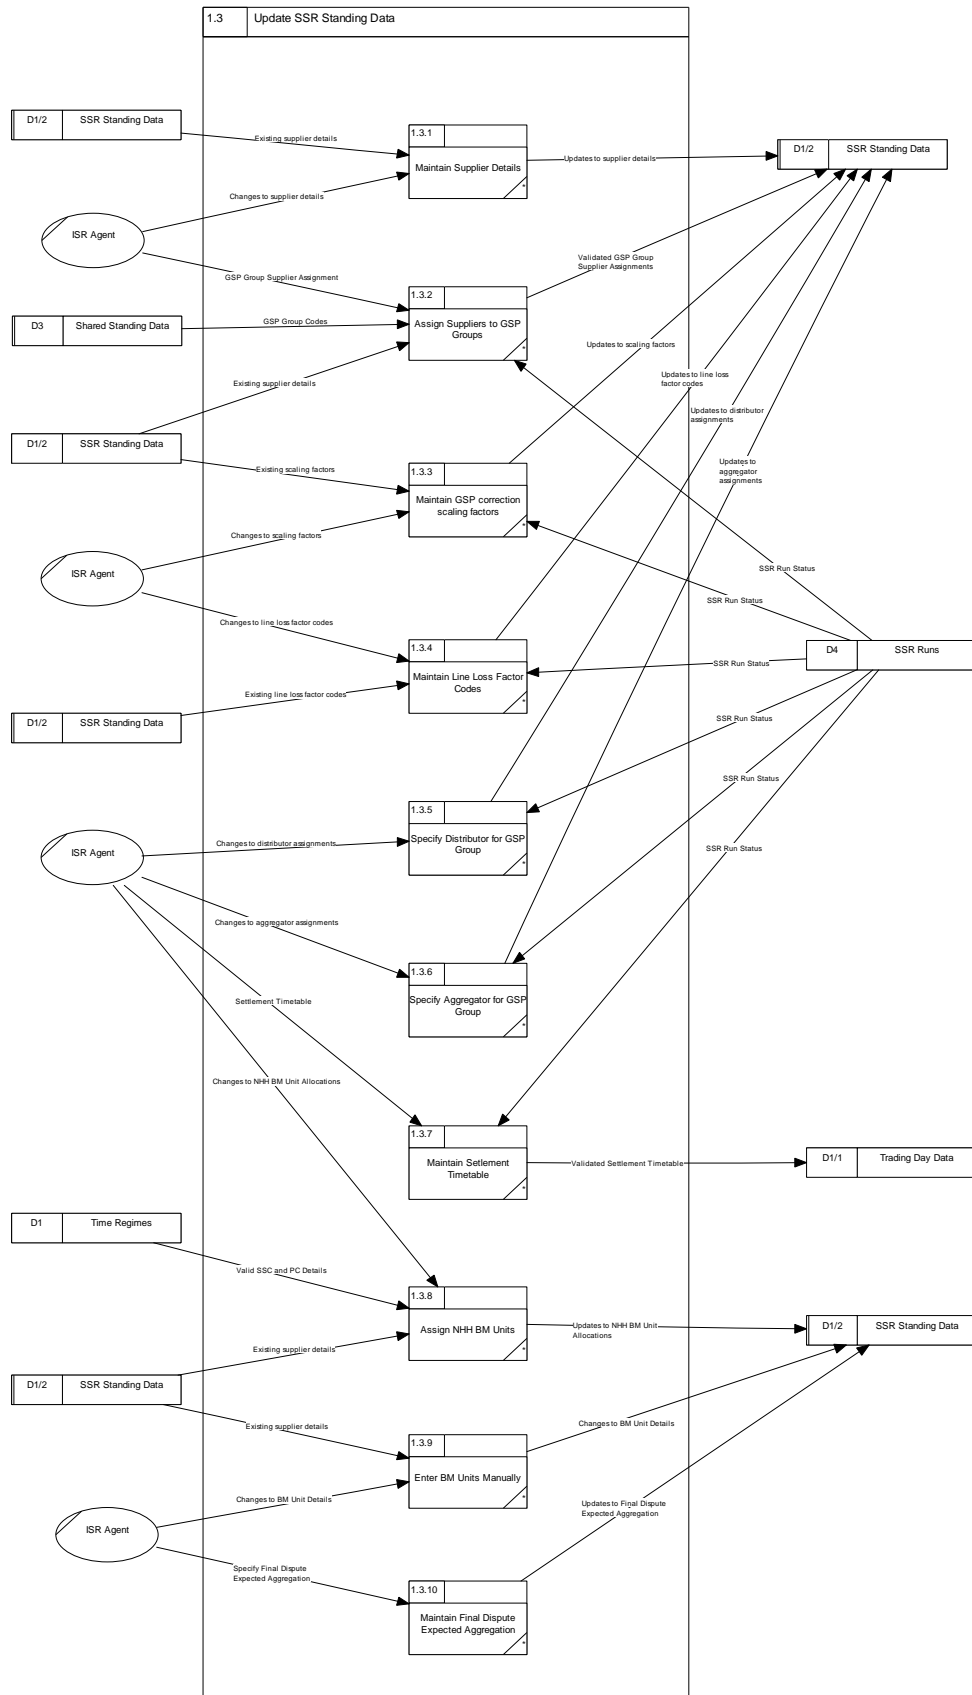 1.3 Update SSR Standing Data
D1/2 SSR Standing Data
Existing supplier details
1.3.1
Maintain Supplier Details
*
Updates to supplier details
D1/2 SSR Standing Data
Changes to supplier details
ISR Agent
GSP Group Supplier Assignment
Validated GSP Group
Supplier Assignments
1.3.2
Assign Suppliers to GSP
Groups
*
D3 Shared Standing Data
GSP Group Codes
Updates to scaling factors
Existing supplier details
Updates to line loss
factor codes
Updates to distributor
assignments
D1/2 SSR Standing Data
Existing scaling factors
1.3.3
Maintain GSP correction
scaling factors
*
Updates to
aggregator
assignments
Changes to scaling factors
ISR Agent
SSR Run Status
SSR Run Status
Changes to line loss factor codes
1.3.4
Maintain Line Loss Factor
Codes
*
SSR Run Status
D4 SSR Runs
Existing line loss factor codes
D1/2 SSR Standing Data
SSR Run Status
SSR Run Status
1.3.5
Specify Distributor for GSP
Group
*
ISR Agent
Changes to distributor assignments
SSR Run Status
Changes to aggregator assignments
1.3.6
Specify Aggregator for GSP
Group
*
Settlement Timetable
Changes to NHH BM Unit Allocations
1.3.7
Maintain Setlement
Timetable
*
Validated Settlement Timetable
D1/1 Trading Day Data
D1 Time Regimes
Valid SSC and PC Details
1.3.8
Assign NHH BM Units
*
Updates to NHH BM Unit
Allocations
D1/2 SSR Standing Data
Existing supplier details
D1/2 SSR Standing Data
Existing supplier details
Changes to BM Unit Details
1.3.9
Enter BM Units Manually
*
Changes to BM Unit Details
ISR Agent
Updates to Final Dispute
Expected Aggregation
Specify Final Dispute
Expected Aggregation
1.3.10
Maintain Final Dispute
Expected Aggregation
*